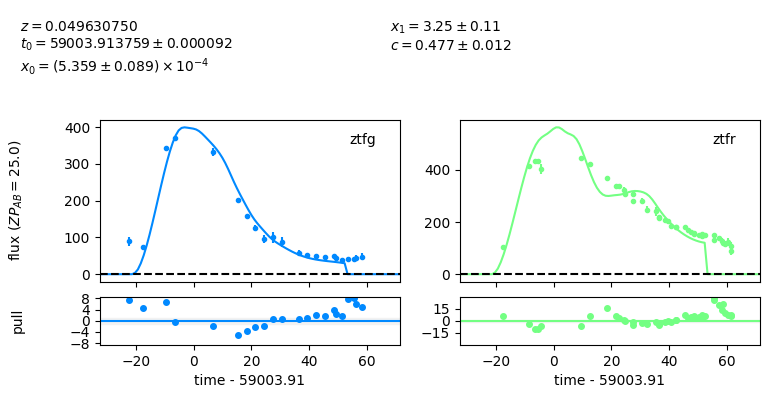 z = 0.049630750
t₀ = 59003.913759 ± 0.000092
x₀ = (5.359 ± 0.089) × 10⁻⁴
x₁ = 3.25 ± 0.11
c = 0.477 ± 0.012
flux (ZP_AB = 25.0)
400
300
200
100
0
ztfg
400
200
0
ztfr
pull
8
4
0
−4
−8
−20
0
20
40
60
time - 59003.91
15
0
−15
−20
0
20
40
60
time - 59003.91